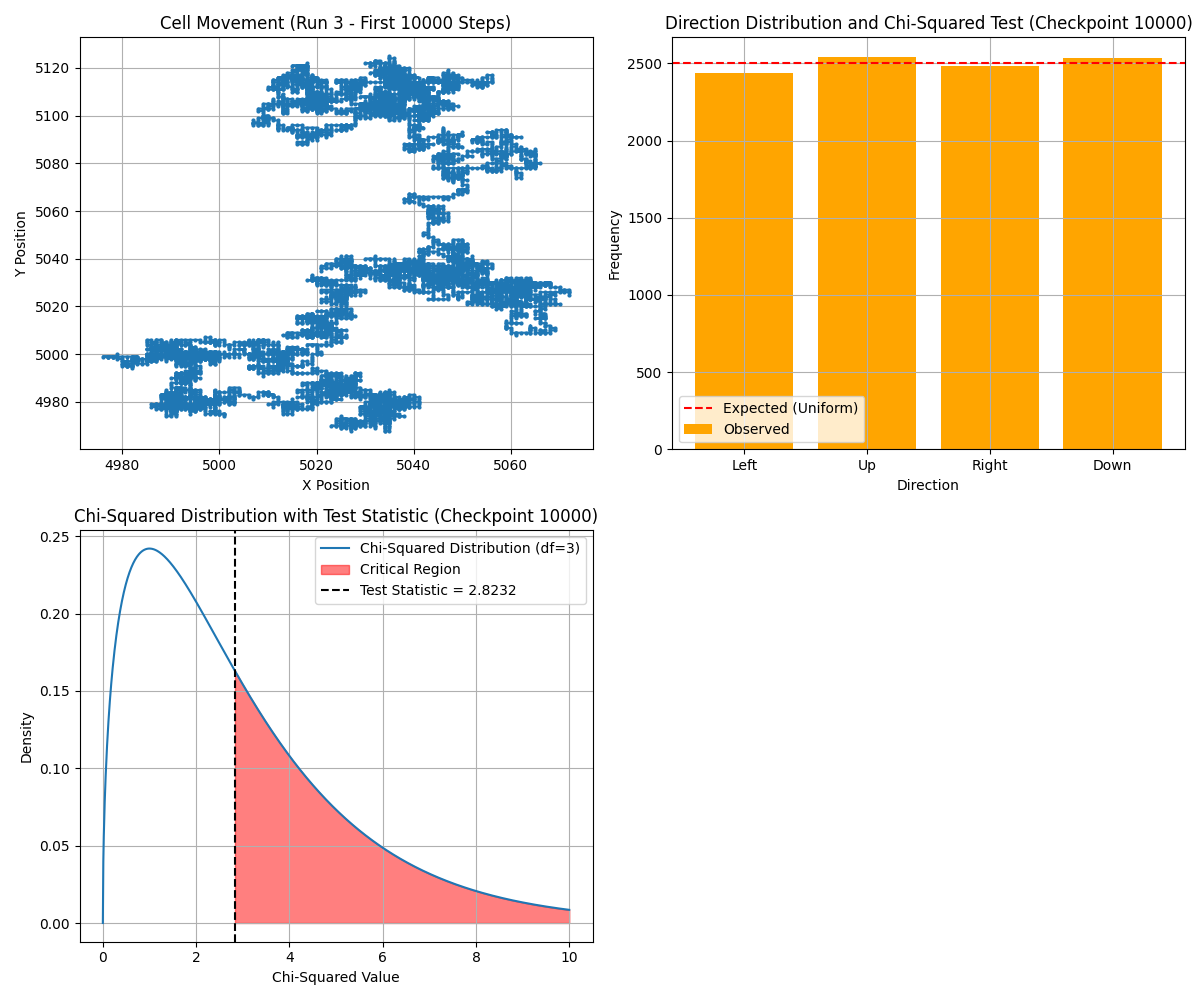 Cell Movement (Run 3 - First 10000 Steps)
Y Position
5120
5100
5080
5060
5040
5020
5000
4980
4980 5000 5020 5040 5060
X Position
Direction Distribution and Chi-Squared Test (Checkpoint 10000)
Frequency
2500
2000
1500
1000
500
0
Expected (Uniform)
Observed
Left Up Right Down
Direction
Chi-Squared Distribution with Test Statistic (Checkpoint 10000)
Density
0.25
0.20
0.15
0.10
0.05
0.00
Chi-Squared Distribution (df=3)
Critical Region
Test Statistic = 2.8232
0 2 4 6 8 10
Chi-Squared Value